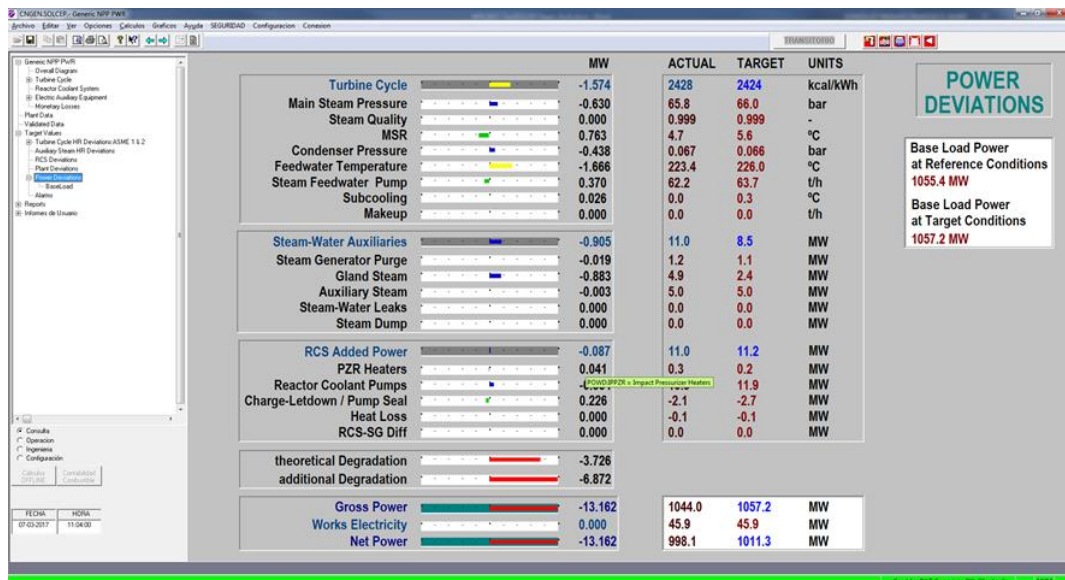 CNGEN.SOLCEP.- Generic NPP PWR
Archivo Editar Ver Opciones Calculos Graficos Ayuda SEGURIDAD Configuracion Conexion
TRANSITORIO
Generic NPP PWR
Overall Diagram
Turbine Cycle
Reactor Coolant System
Electric Auxiliary Equipment
Monetary Losses
Plant Data
Validated Data
Target Values
Turbine Cycle HR Deviations ASME 1 & 2
Auxiliary Steam HR Deviations
RCS Deviations
Plant Deviations
Power Deviations
BaseLoad
Alarms
Reports
Informes de Usuario
Consulta
Operacion
Ingenieria
Configuración
Cálculos OFFLINE
Contabilidad Combustible
FECHA HORA
07-03-2017 11:04:00
MW ACTUAL TARGET UNITS
Turbine Cycle -1.574 2428 2424 kcal/kWh
Main Steam Pressure -0.630 65.8 66.0 bar
Steam Quality 0.000 0.999 0.999 -
MSR 0.763 4.7 5.6 ºC
Condenser Pressure -0.438 0.067 0.066 bar
Feedwater Temperature -1.666 223.4 226.0 ºC
Steam Feedwater Pump 0.370 62.2 63.7 t/h
Subcooling 0.026 0.0 0.3 ºC
Makeup 0.000 0.0 0.0 t/h
Steam-Water Auxiliaries -0.905 11.0 8.5 MW
Steam Generator Purge -0.019 1.2 1.1 MW
Gland Steam -0.883 4.9 2.4 MW
Auxiliary Steam -0.003 5.0 5.0 MW
Steam-Water Leaks 0.000 0.0 0.0 MW
Steam Dump 0.000 0.0 0.0 MW
RCS Added Power -0.087 11.0 11.2 MW
PZR Heaters 0.041 0.3 0.2 MW
POWD.IPPZR = Impact Pressurizer Heaters
Reactor Coolant Pumps 11.9 MW
Charge-Letdown / Pump Seal 0.226 -2.1 -2.7 MW
Heat Loss 0.000 -0.1 -0.1 MW
RCS-SG Diff 0.000 0.0 0.0 MW
theoretical Degradation -3.726
additional Degradation -6.872
Gross Power -13.162 1044.0 1057.2 MW
Works Electricity 0.000 45.9 45.9 MW
Net Power -13.162 998.1 1011.3 MW
POWER
DEVIATIONS
Base Load Power
at Reference Conditions
1055.4 MW
Base Load Power
at Target Conditions
1057.2 MW